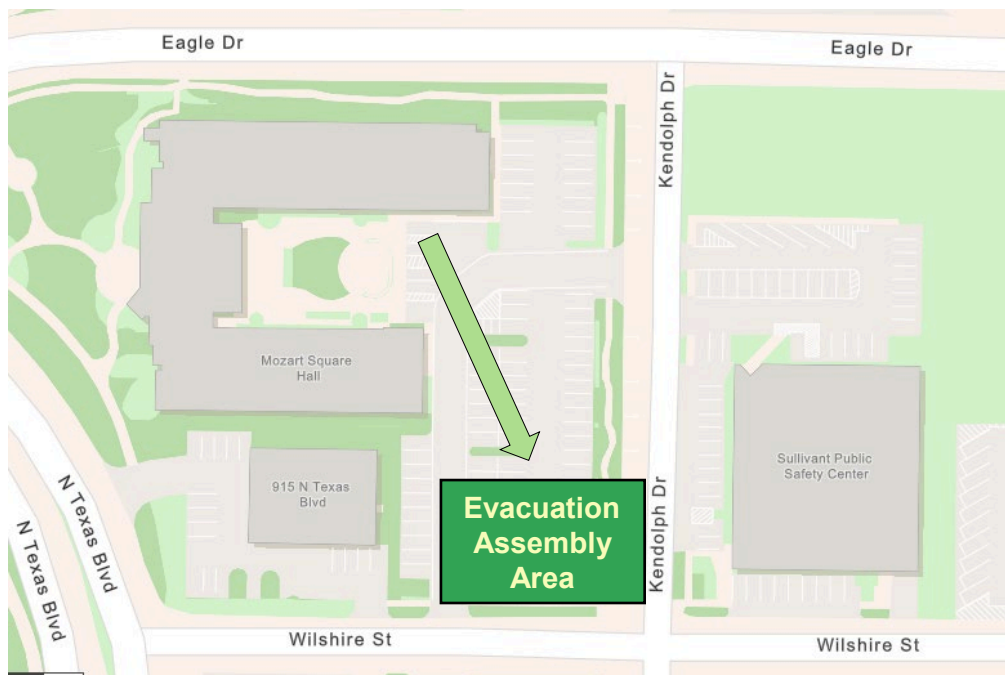 Eagle Dr
Eagle Dr
Kendolph Dr
Mozart Square
Hall
Sullivant Public
Safety Center
915 N Texas
Blvd
N Texas Blvd
N Texas Blvd
Evacuation
Assembly
Area
Kendolph Dr
Wilshire St
Wilshire St